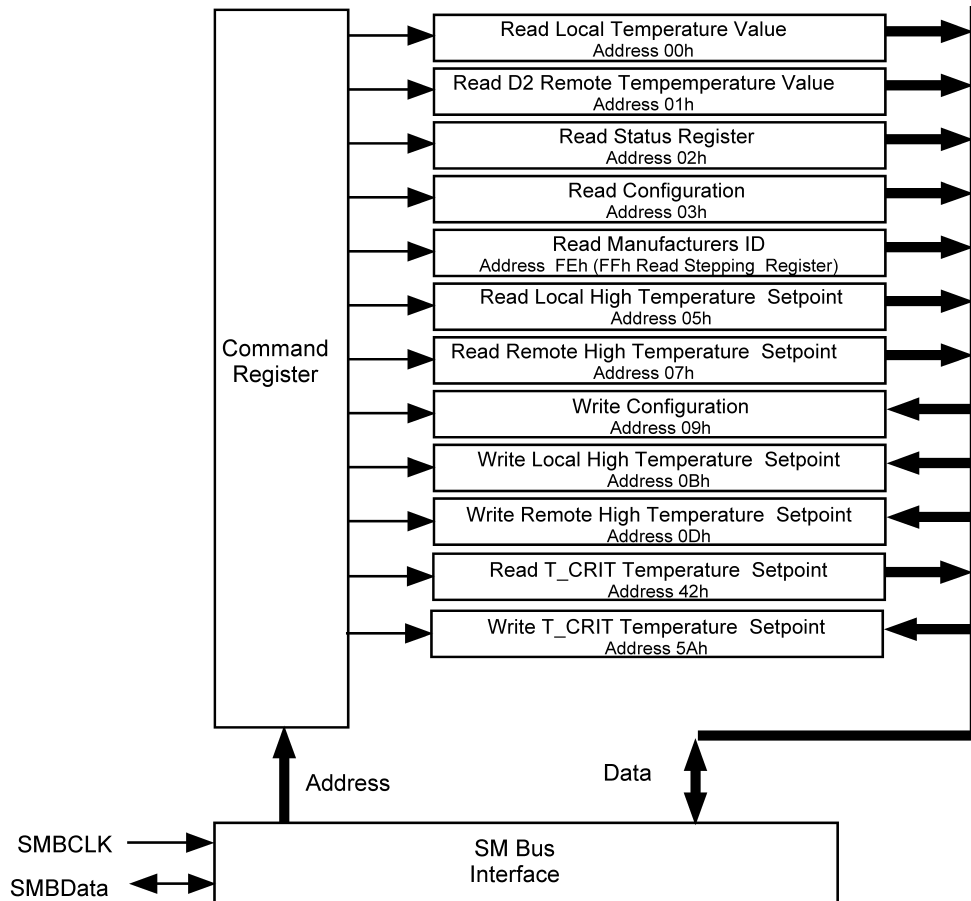 Read Local Temperature Value
Address 00h
Read D2 Remote Tempemperature Value
Address 01h
Read Status Register
Address 02h
Read Configuration
Address 03h
Read Manufacturers ID
Address FEh (FFh Read Stepping Register)
Read Local High Temperature Setpoint
Address 05h
Command
Register
Read Remote High Temperature Setpoint
Address 07h
Write Configuration
Address 09h
Write Local High Temperature Setpoint
Address 0Bh
Write Remote High Temperature Setpoint
Address 0Dh
Read T_CRIT Temperature Setpoint
Address 42h
Write T_CRIT Temperature Setpoint
Address 5Ah
Address
Data
SMBCLK
SMBData
SM Bus
Interface